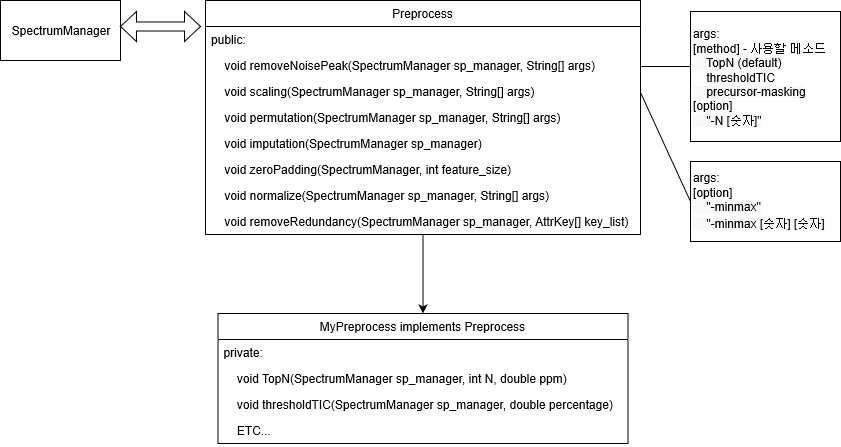 SpectrumManager
Preprocess
public:
void removeNoisePeak(SpectrumManager sp_manager, String[] args)
void scaling(SpectrumManager sp_manager, String[] args)
void permutation(SpectrumManager sp_manager, String[] args)
void imputation(SpectrumManager sp_manager)
void zeroPadding(SpectrumManager, int feature_size)
void normalize(SpectrumManager sp_manager, String[] args)
void removeRedundancy(SpectrumManager sp_manager, AttrKey[] key_list)
args:
[method] - 사용할 메소드
TopN (default)
thresholdTIC
precursor-masking
[option]
"-N [숫자]"
args:
[option]
"-minmax"
"-minmax [숫자] [숫자]
MyPreprocess implements Preprocess
private:
void TopN(SpectrumManager sp_manager, int N, double ppm)
void thresholdTIC(SpectrumManager sp_manager, double percentage)
ETC...